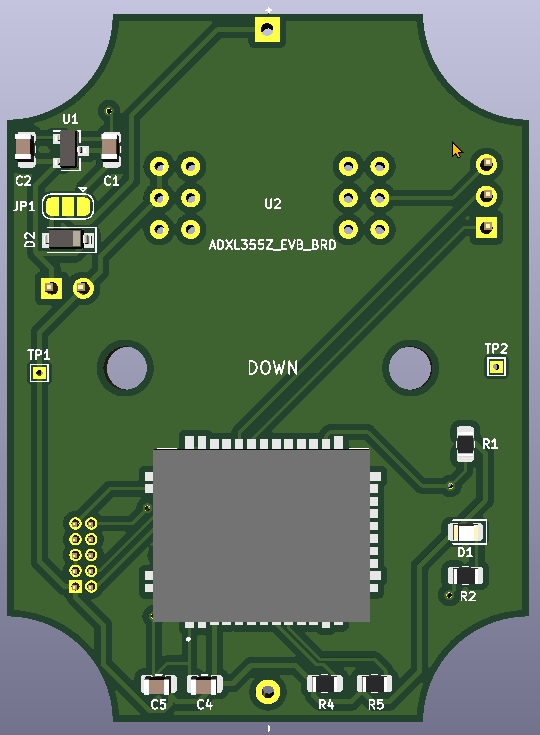 +
U1
C2
C1
JP1
U2
D2
ADXL355Z_EVB_BRD
TP1
TP2
DOWN
R1
D1
R2
C5
C4
R4
R5